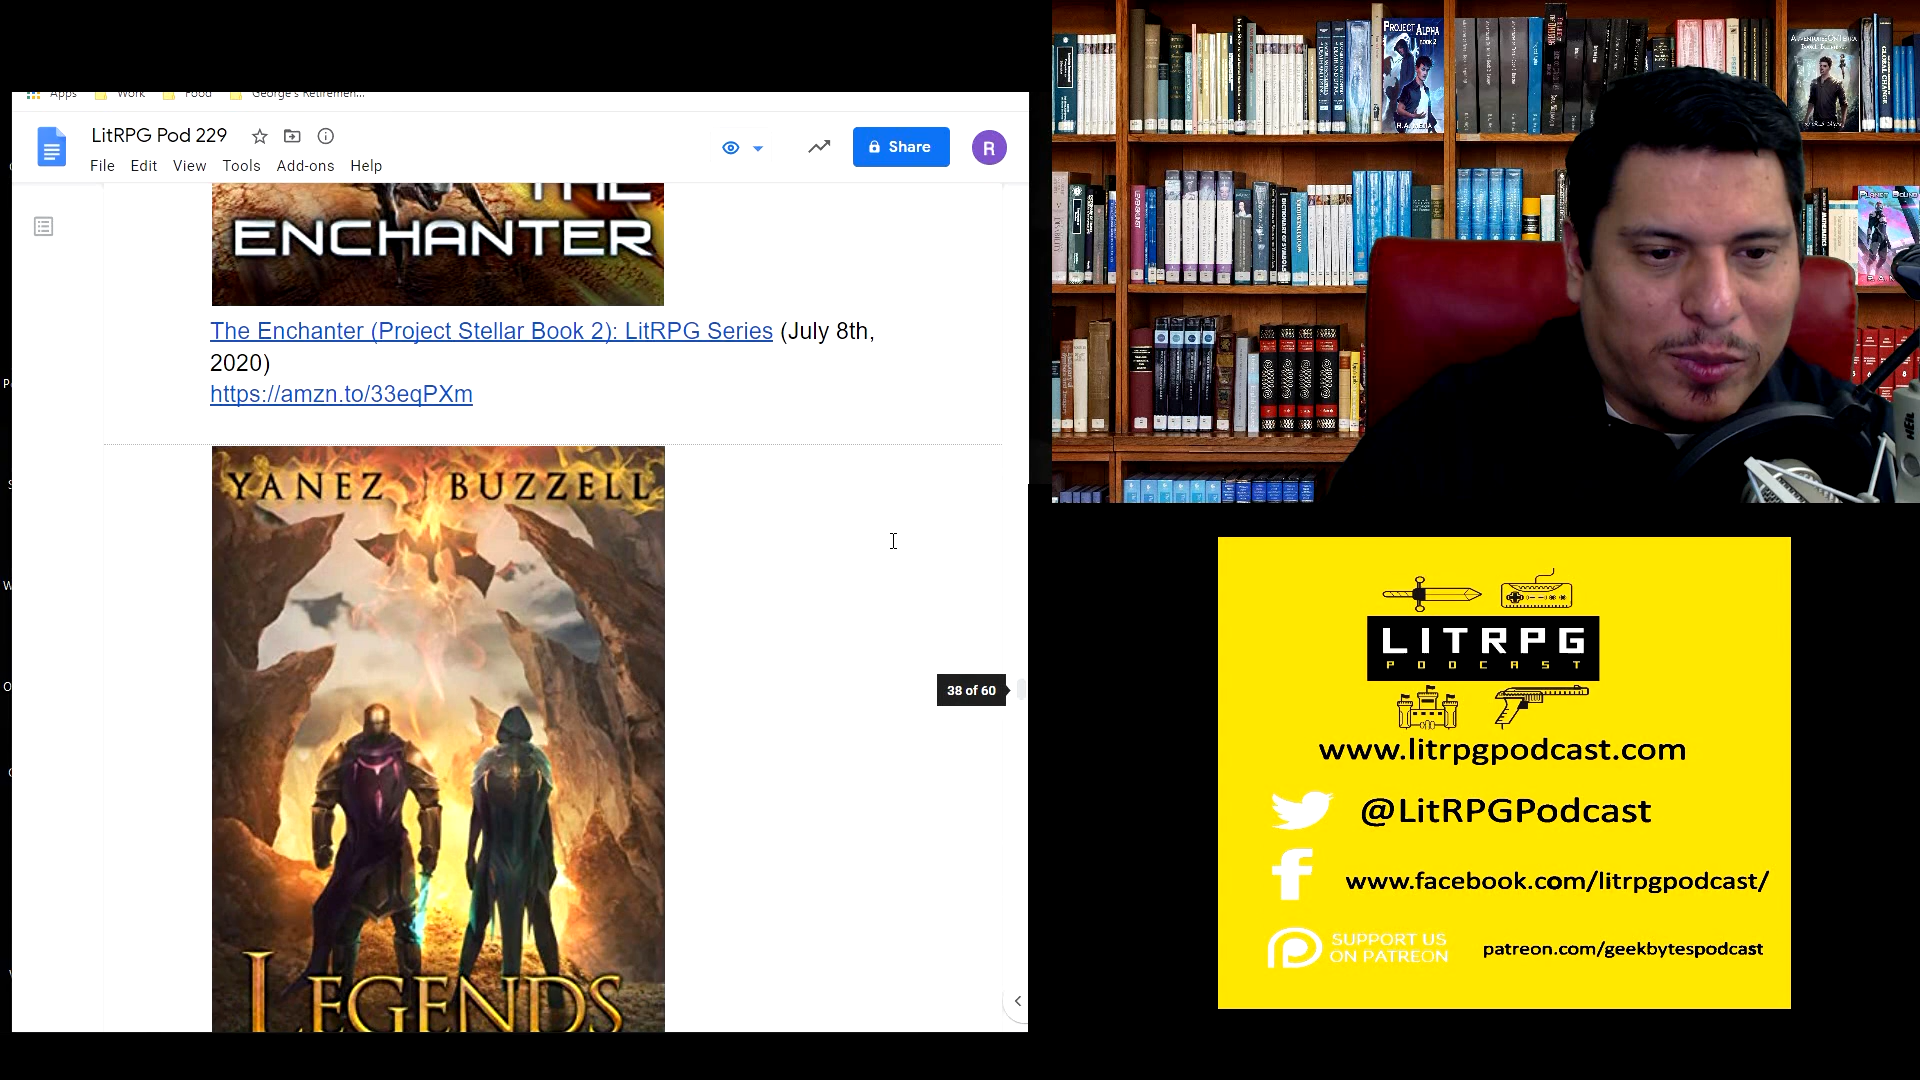 Apps Work Food George's Retiremen...
LitRPG Pod 229
Share
R
File Edit View Tools Add-ons Help
THE
ENCHANTER
The Enchanter (Project Stellar Book 2): LitRPG Series (July 8th,
2020)
https://amzn.to/33eqPXm
YANEZ BUZZELL
38 of 60
LEGENDS
PROJECT ALPHA
BOOK 2
LITRPG
PODCAST
www.litrpgpodcast.com
@LitRPGPodcast
www.facebook.com/litrpgpodcast/
SUPPORT US
ON PATREON
patreon.com/geekbytespodcast